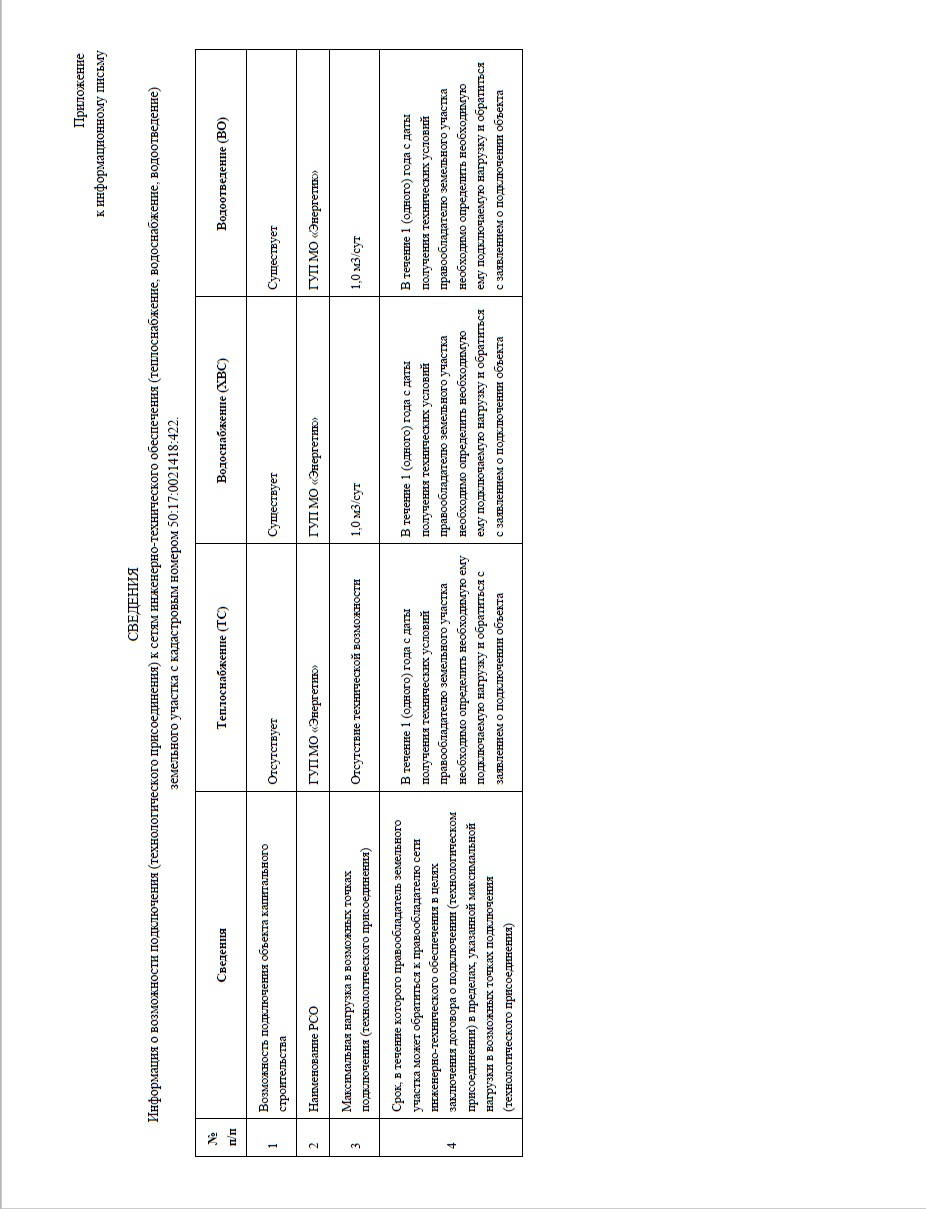 Приложение
к информационному письму
СВЕДЕНИЯ
Информация о возможности подключения (технологического присоединения) к сетям инженерно-технического обеспечения (теплоснабжение, водоснабжение, водоотведение)
земельного участка с кадастровым номером 50:17:0021418:422.
№
п/п
Сведения
Теплоснабжение (ТС)
Водоснабжение (ХВС)
Водоотведение (ВО)
1
Возможность подключения объекта капитального
строительства
Отсутствует
Существует
Существует
2
Наименование РСО
ГУП МО «Энергетик»
ГУП МО «Энергетик»
ГУП МО «Энергетик»
3
Максимальная нагрузка в возможных точках
подключения (технологического присоединения)
Отсутствие технической возможности
1,0 м3/сут
1,0 м3/сут
4
Срок, в течение которого правообладатель земельного
участка может обратиться к правообладателю сети
инженерно-технического обеспечения в целях
заключения договора о подключении (технологическом
присоединении) в пределах, указанной максимальной
нагрузки в возможных точках подключения
(технологического присоединения)
В течение 1 (одного) года с даты
получения технических условий
правообладателю земельного участка
необходимо определить необходимую ему
подключаемую нагрузку и обратиться с
заявлением о подключении объекта
В течение 1 (одного) года с даты
получения технических условий
правообладателю земельного участка
необходимо определить необходимую
ему подключаемую нагрузку и обратиться
с заявлением о подключении объекта
В течение 1 (одного) года с даты
получения технических условий
правообладателю земельного участка
необходимо определить необходимую
ему подключаемую нагрузку и обратиться
с заявлением о подключении объекта